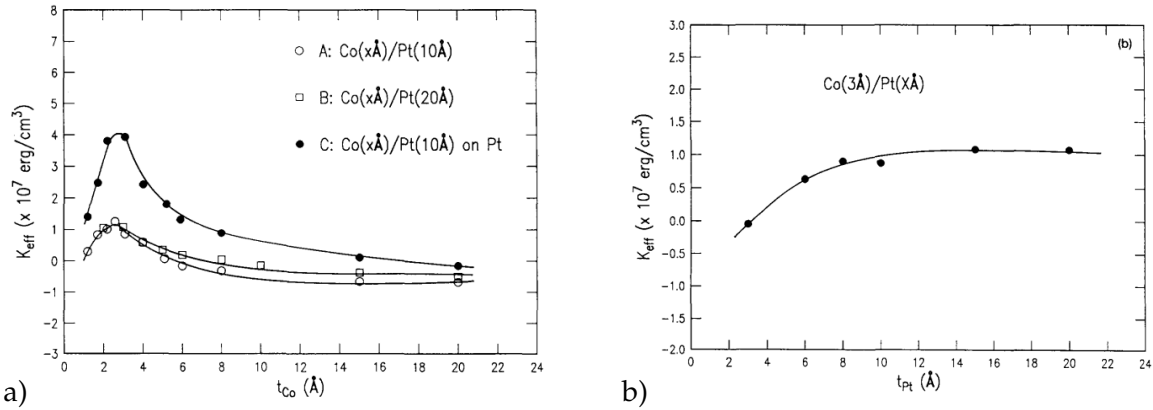 8
7
6
5
4
3
2
1
0
-1
-2
-3
K_eff (x 10^7 erg/cm^3)
○ A: Co(xÅ)/Pt(10Å)
□ B: Co(xÅ)/Pt(20Å)
● C: Co(xÅ)/Pt(10Å) on Pt
0 2 4 6 8 10 12 14 16 18 20 22 24
t_Co (Å)
a)
3.0
2.5
2.0
1.5
1.0
0.5
0.0
-0.5
-1.0
-1.5
-2.0
K_eff (x 10^7 erg/cm^3)
(b)
Co(3Å)/Pt(XÅ)
0 2 4 6 8 10 12 14 16 18 20 22 24
t_Pt (Å)
b)